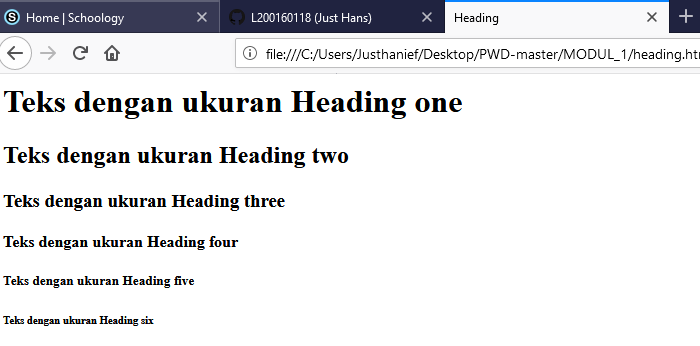 Home | Schoology
L200160118 (Just Hans)
Heading
file:///C:/Users/Justhanief/Desktop/PWD-master/MODUL_1/heading.htm
Teks dengan ukuran Heading one
Teks dengan ukuran Heading two
Teks dengan ukuran Heading three
Teks dengan ukuran Heading four
Teks dengan ukuran Heading five
Teks dengan ukuran Heading six